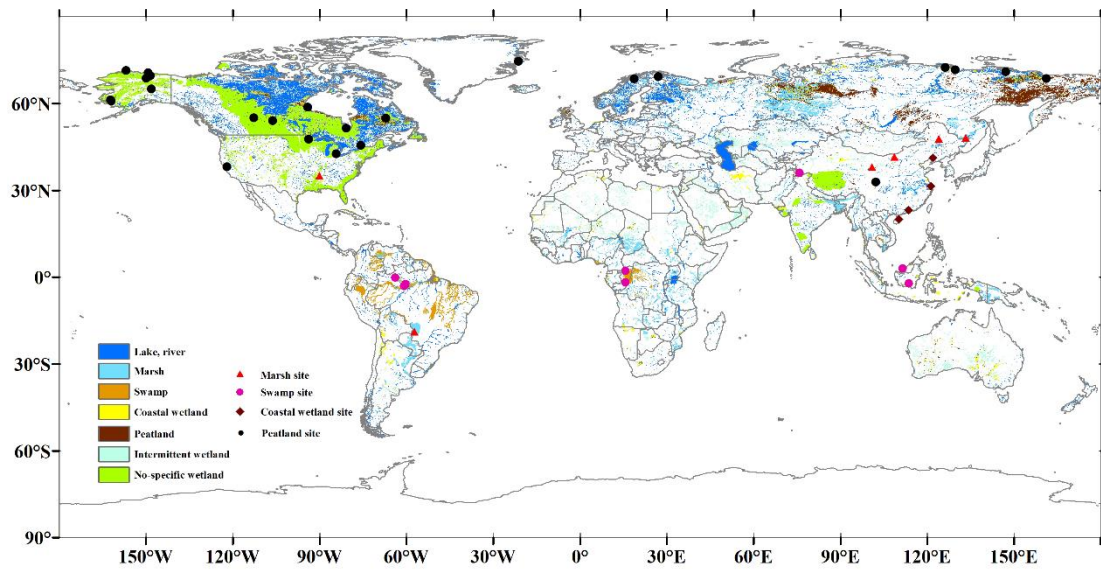 60°N
30°N
0°
30°S
60°S
90°
Lake, river
Marsh
Swamp
Coastal wetland
Peatland
Intermittent wetland
No-specific wetland
Marsh site
Swamp site
Coastal wetland site
Peatland site
150°W
120°W
90°W
60°W
30°W
0°
30°E
60°E
90°E
120°E
150°E